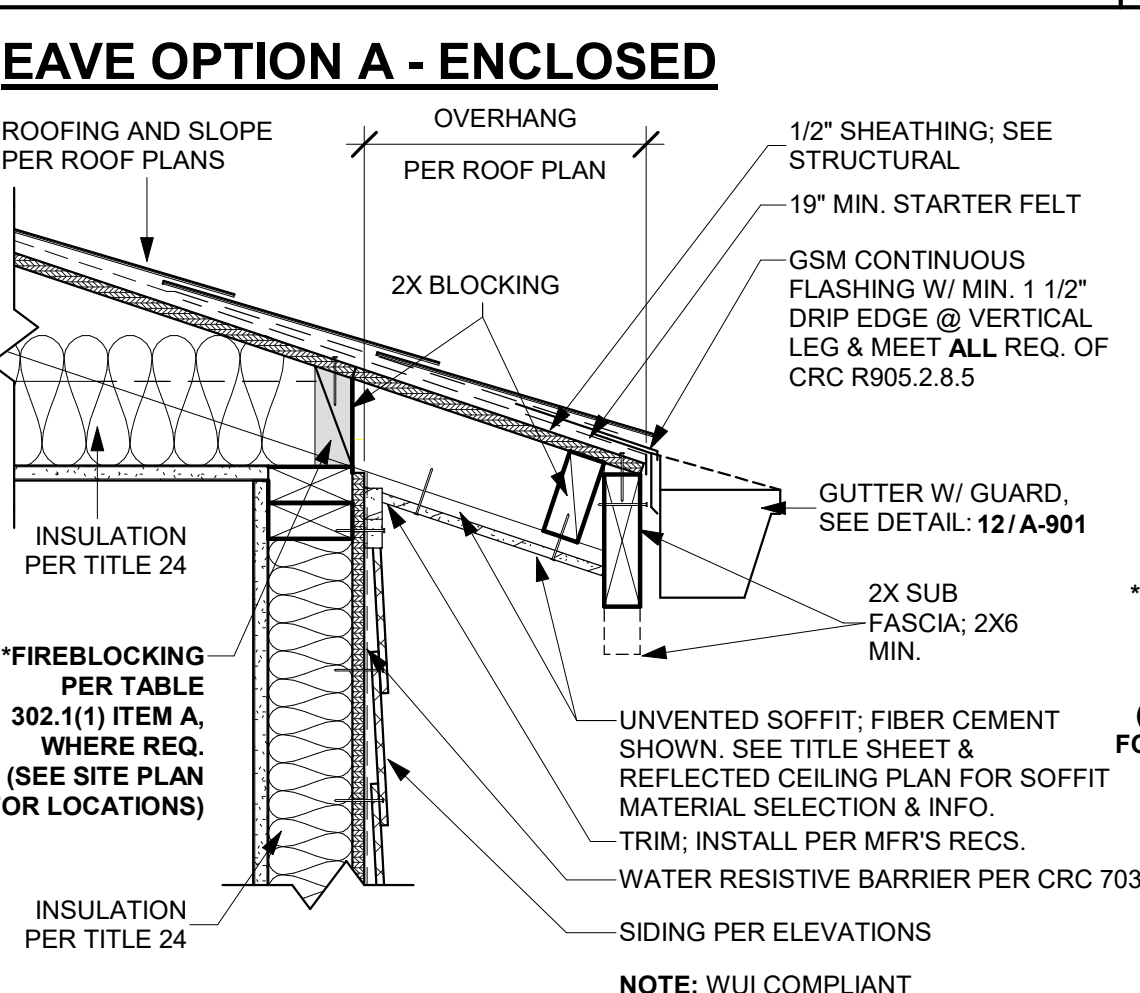 EAVE OPTION A - ENCLOSED
ROOFING AND SLOPE
PER ROOF PLANS
OVERHANG
PER ROOF PLAN
2X BLOCKING
1/2" SHEATHING; SEE
STRUCTURAL
19" MIN. STARTER FELT
GSM CONTINUOUS
FLASHING W/ MIN. 1 1/2"
DRIP EDGE @ VERTICAL
LEG & MEET ALL REQ. OF
CRC R905.2.8.5
GUTTER W/ GUARD,
SEE DETAIL: 12 / A-901
2X SUB
FASCIA; 2X6
MIN.
INSULATION
PER TITLE 24
*FIREBLOCKING
PER TABLE
302.1(1) ITEM A,
WHERE REQ.
(SEE SITE PLAN
OR LOCATIONS)
INSULATION
PER TITLE 24
UNVENTED SOFFIT; FIBER CEMENT
SHOWN. SEE TITLE SHEET &
REFLECTED CEILING PLAN FOR SOFFIT
MATERIAL SELECTION & INFO.
TRIM; INSTALL PER MFR'S RECS.
WATER RESISTIVE BARRIER PER CRC 703
SIDING PER ELEVATIONS
NOTE: WUI COMPLIANT
*
(
FO